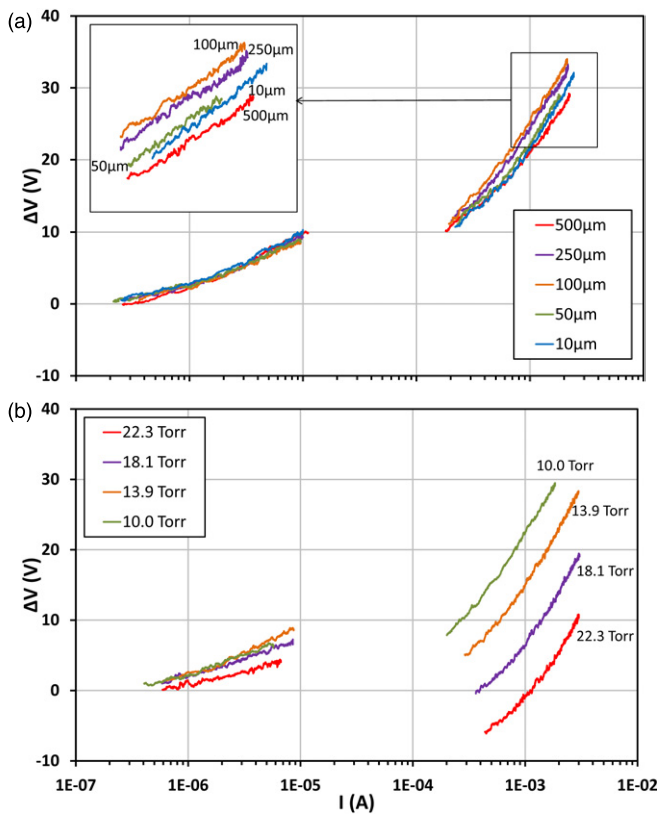 (a)
40
30
20
10
0
-10
ΔV (V)
100µm
250µm
10µm
500µm
50µm
500µm
250µm
100µm
50µm
10µm
(b)
40
30
20
10
0
-10
ΔV (V)
22.3 Torr
18.1 Torr
13.9 Torr
10.0 Torr
10.0 Torr
13.9 Torr
18.1 Torr
22.3 Torr
1E-07 1E-06 1E-05 1E-04 1E-03 1E-02
I (A)